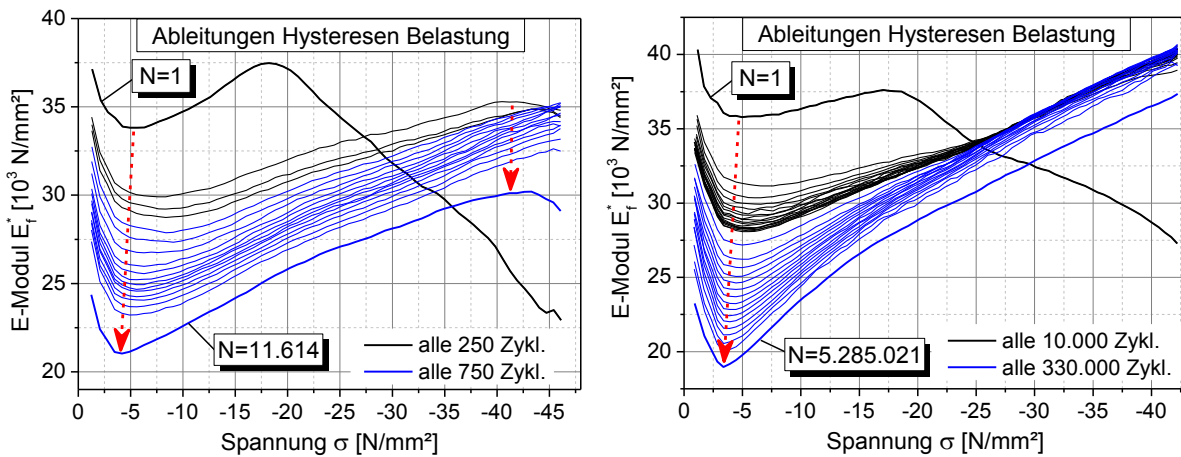 Ableitungen Hysteresen Belastung
N=1
N=11.614
alle 250 Zykl.
alle 750 Zykl.
40
35
30
25
20
0 -5 -10 -15 -20 -25 -30 -35 -40 -45
E-Modul E*f [10³ N/mm²]
Spannung σ [N/mm²]
Ableitungen Hysteresen Belastung
N=1
N=5.285.021
alle 10.000 Zykl.
alle 330.000 Zykl.
40
35
30
25
20
0 -5 -10 -15 -20 -25 -30 -35 -40
E-Modul E*f [10³ N/mm²]
Spannung σ [N/mm²]